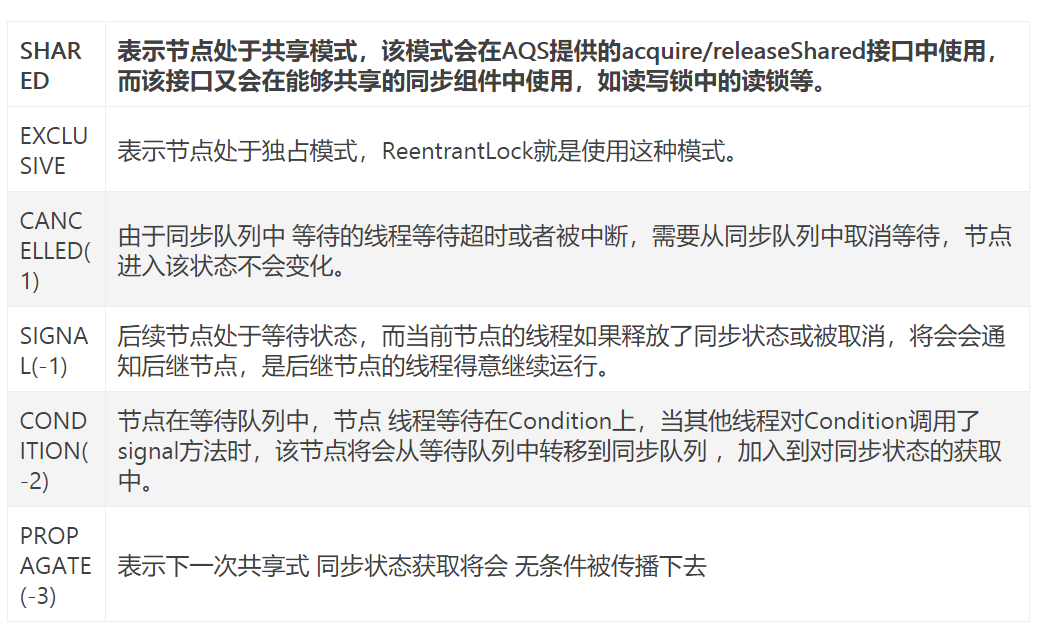 SHAR
ED
表示节点处于共享模式，该模式会在AQS提供的acquire/releaseShared接口中使用，
而该接口又会在能够共享的同步组件中使用，如读写锁中的读锁等。
EXCLU
SIVE
表示节点处于独占模式，ReentrantLock就是使用这种模式。
CANC
ELLED(
1)
由于同步队列中 等待的线程等待超时或者被中断，需要从同步队列中取消等待，节点
进入该状态不会变化。
SIGNA
L(-1)
后续节点处于等待状态，而当前节点的线程如果释放了同步状态或被取消，将会会通
知后继节点，是后继节点的线程得意继续运行。
COND
ITION(
-2)
节点在等待队列中，节点 线程等待在Condition上，当其他线程对Condition调用了
signal方法时，该节点将会从等待队列中转移到同步队列 ，加入到对同步状态的获取
中。
PROP
AGATE
(-3)
表示下一次共享式 同步状态获取将会 无条件被传播下去